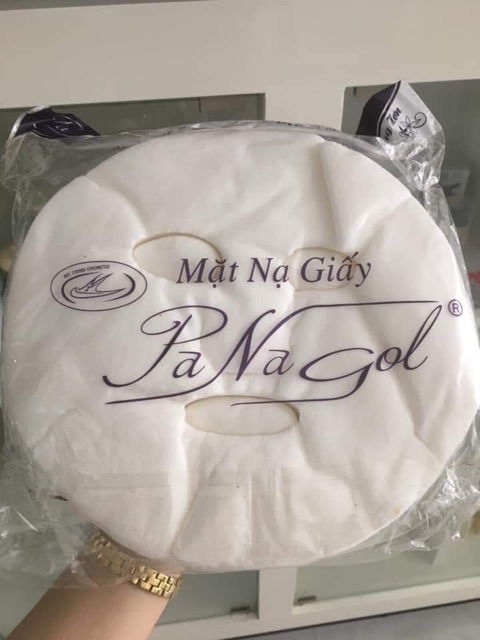 Mặt Nạ Giấy
PaNaGol ®